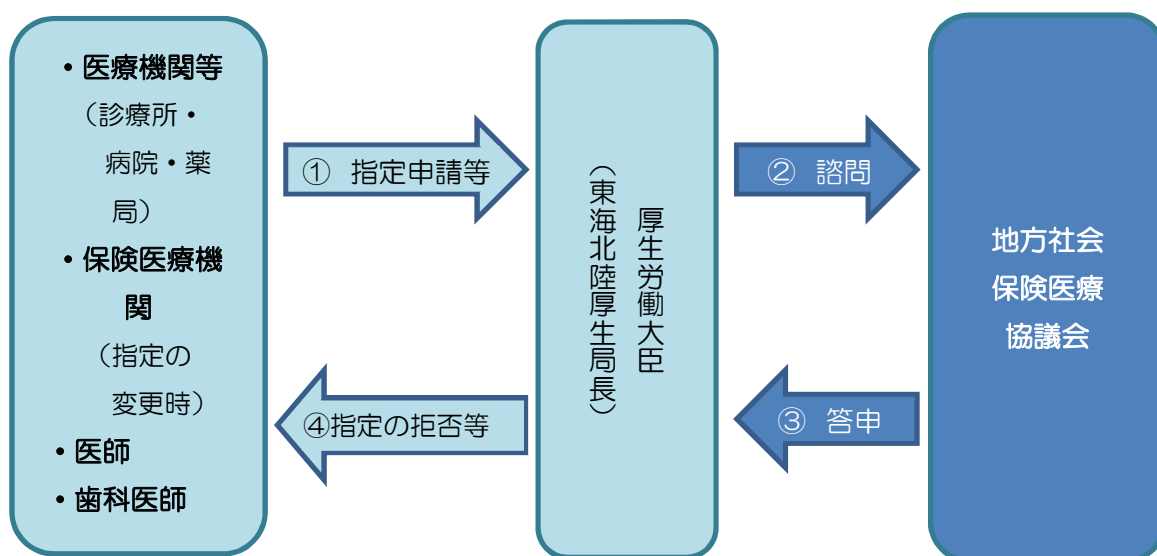 ・医療機関等
（診療所・
病院・薬
局）
・保険医療機
関
（指定の
変更時）
・医師
・歯科医師
① 指定申請等
④指定の拒否等
厚生労働大臣
（東海北陸厚生局長）
② 諮問
③ 答申
地方社会
保険医療
協議会